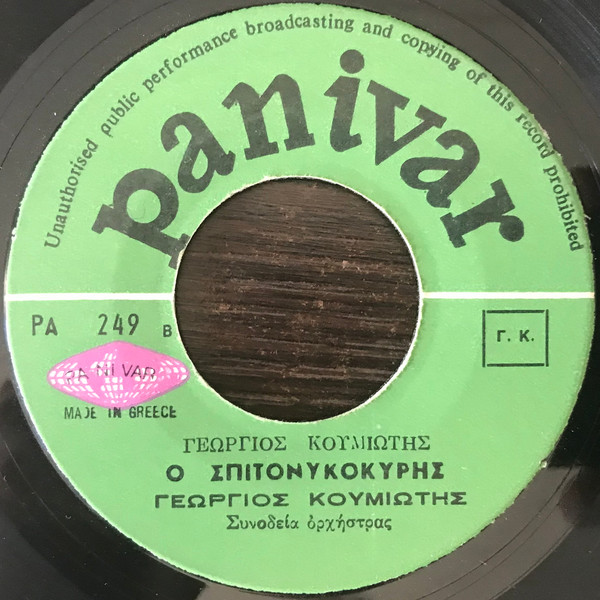 Unauthorised public performance broadcasting and copying of this record prohibited
panivar
PA 249 B
Γ. Κ.
PA-NI VAR
MADE IN GREECE
ΓΕΩΡΓΙΟΣ ΚΟΥΜΙΩΤΗΣ
Ο ΣΠΙΤΟΝΥΚΟΚΥΡΗΣ
ΓΕΩΡΓΙΟΣ ΚΟΥΜΙΩΤΗΣ
Συνοδεία ὀρχήστρας